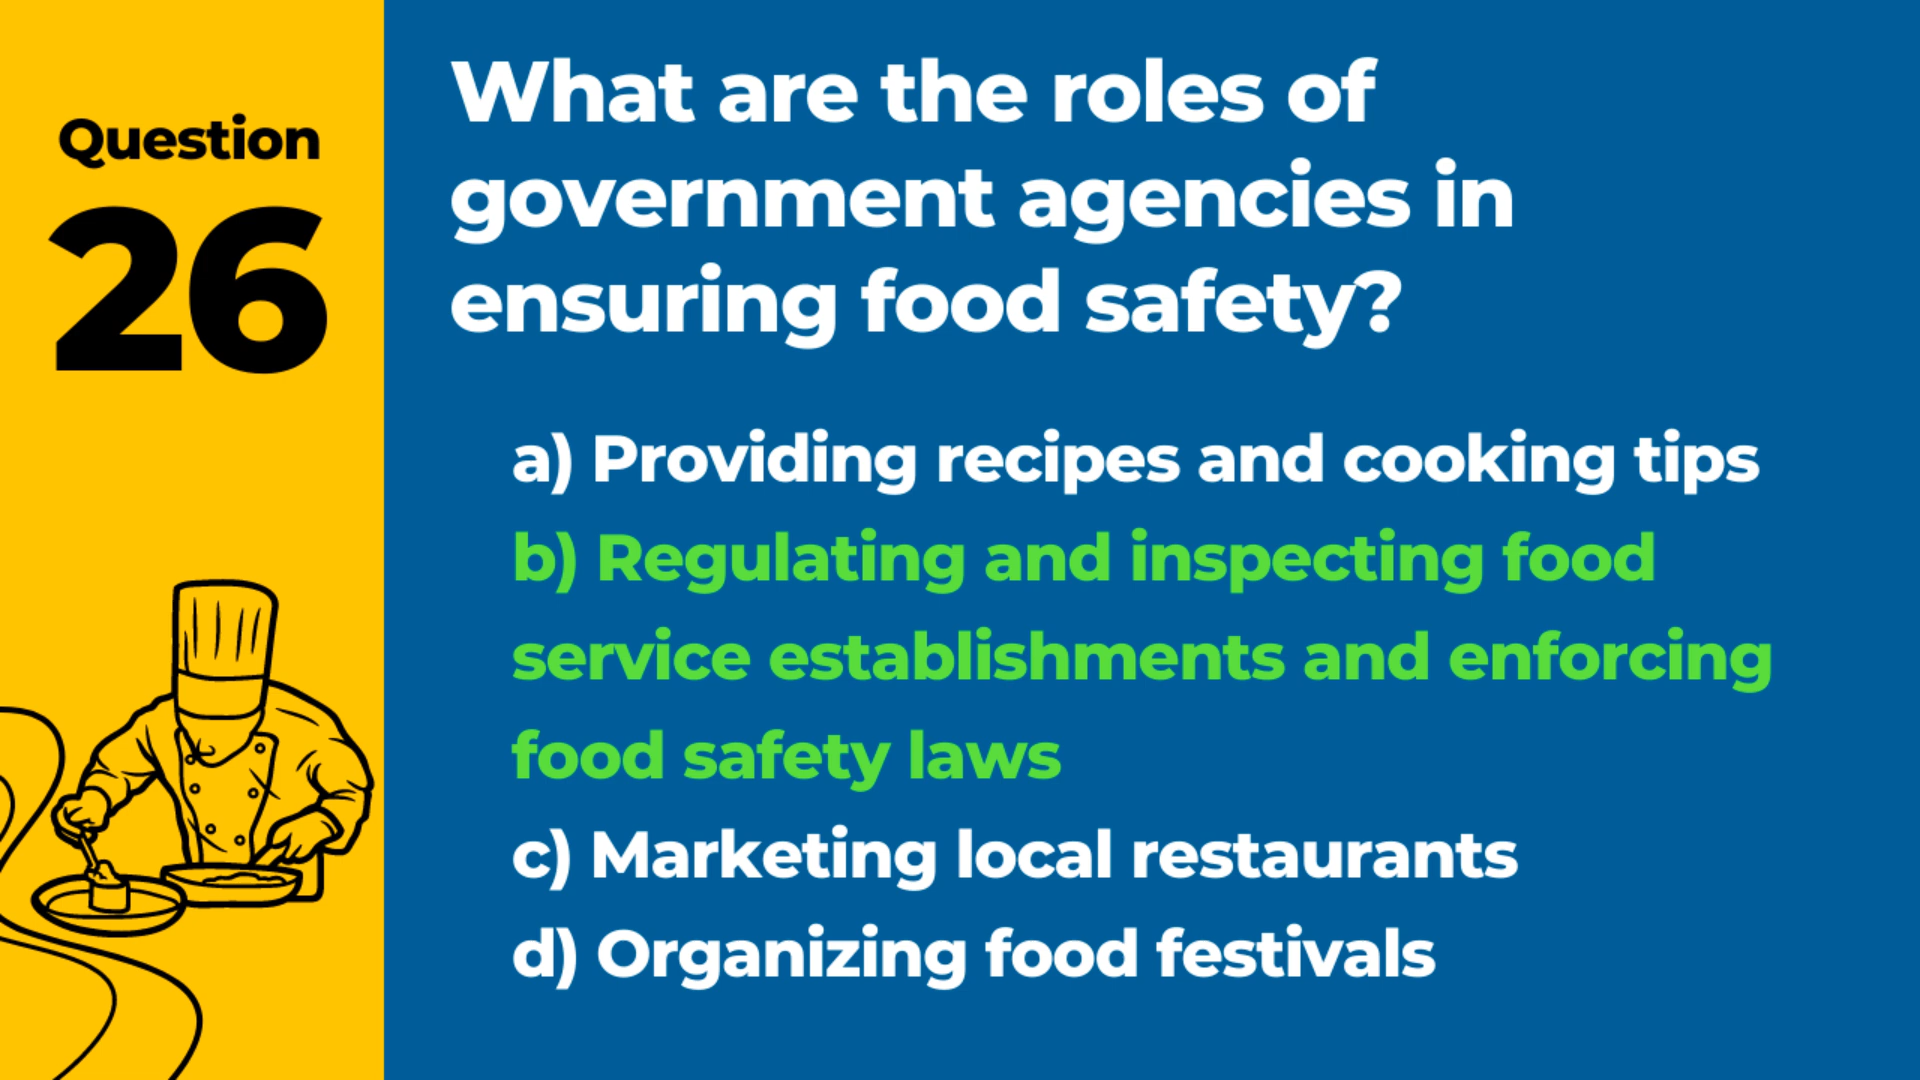 Question
26
What are the roles of
government agencies in
ensuring food safety?
a) Providing recipes and cooking tips
b) Regulating and inspecting food
service establishments and enforcing
food safety laws
c) Marketing local restaurants
d) Organizing food festivals